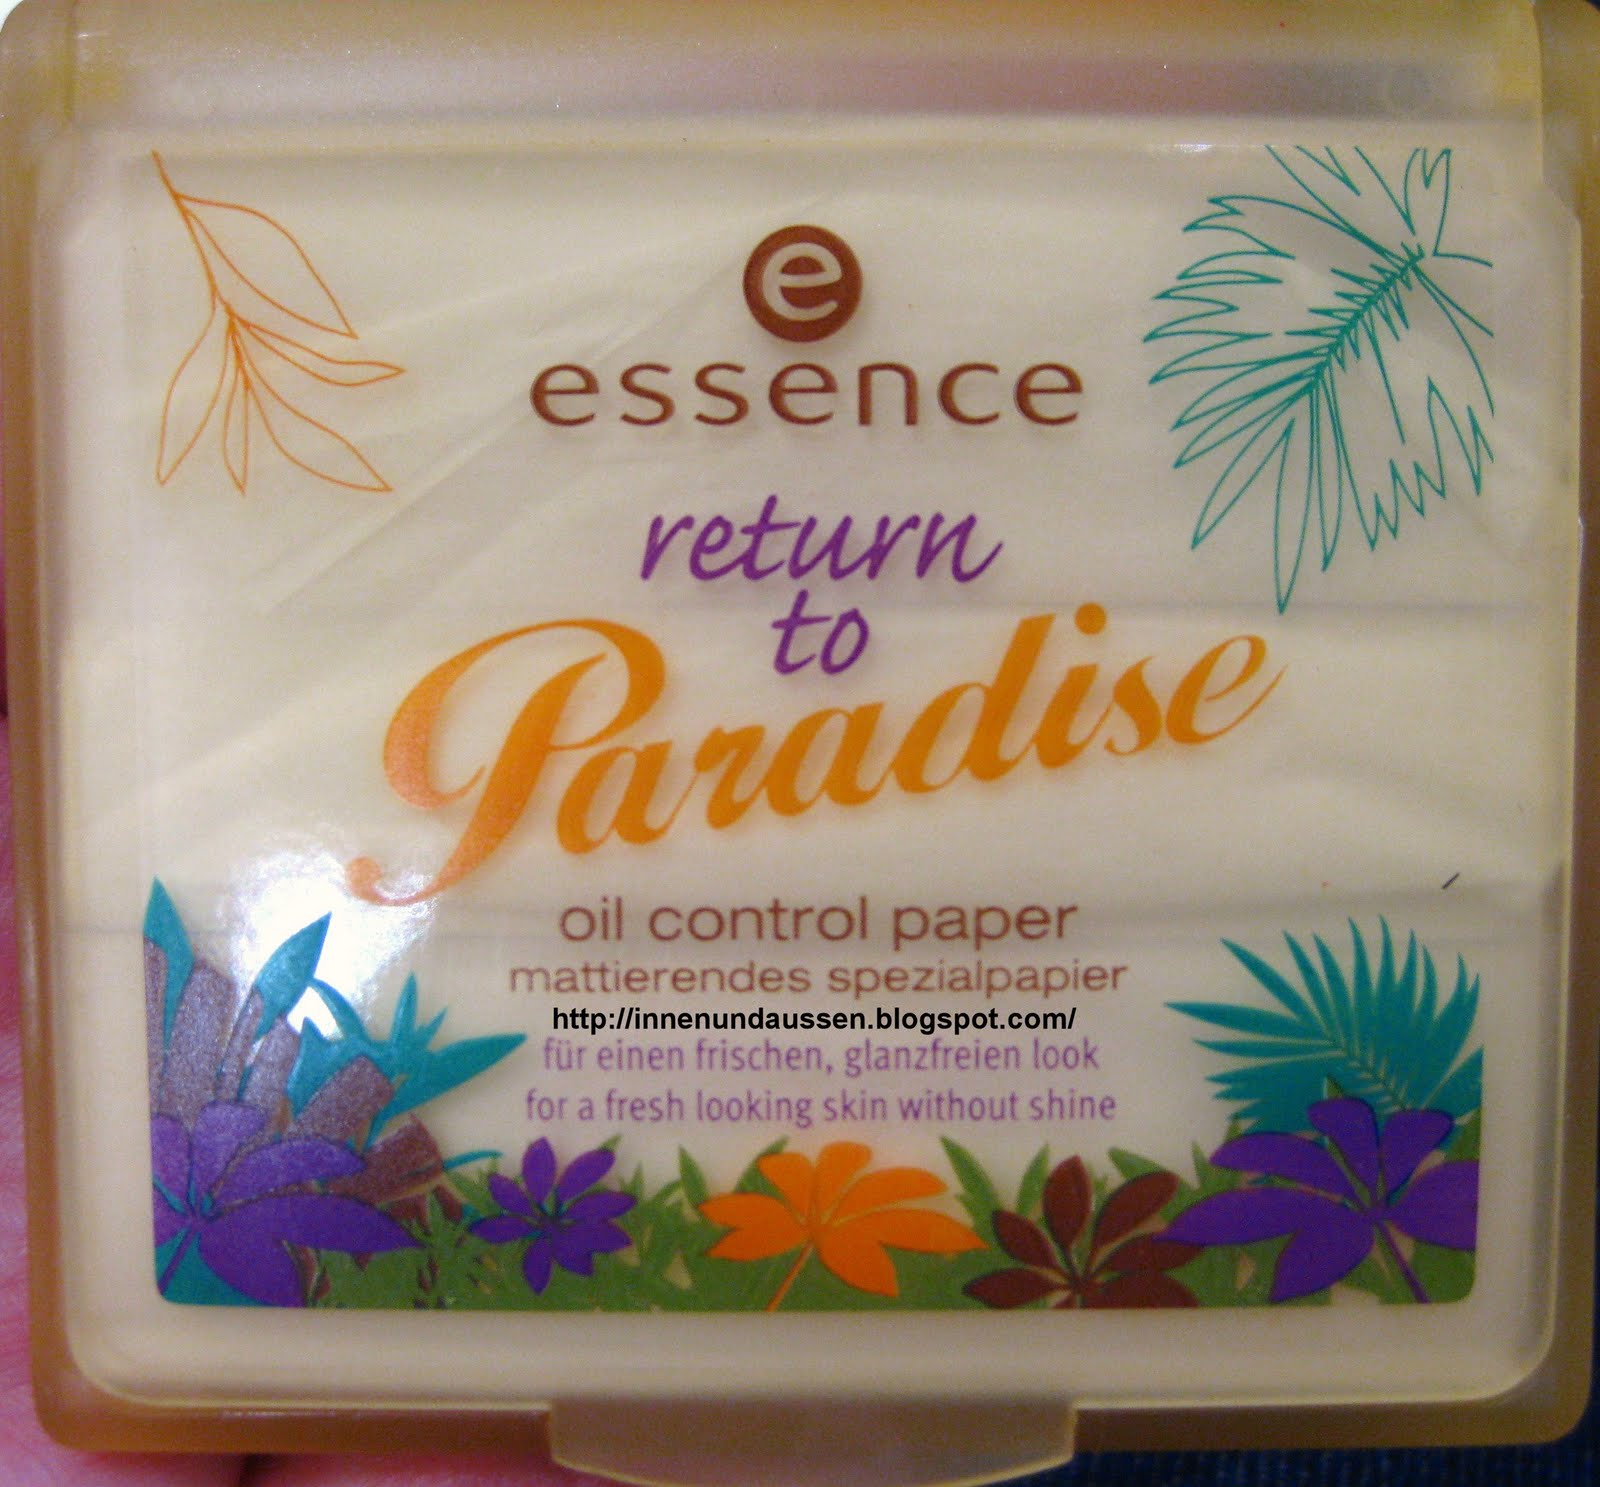 e
essence
return
to
Paradise
oil control paper
mattierendes spezialpapier
http://innenundaussen.blogspot.com/
für einen frischen, glanzfreien look
for a fresh looking skin without shine